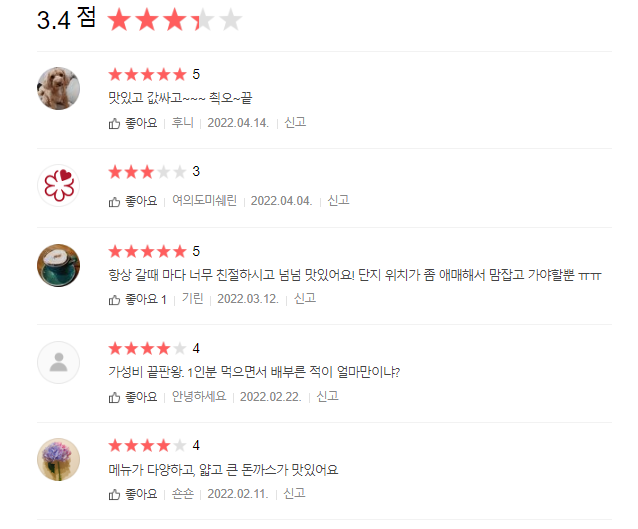 3.4 점
5
맛있고 값싸고~~~ 췩오~끝
좋아요 후니 2022.04.14. 신고
3
좋아요 여의도미쉐린 2022.04.04. 신고
5
항상 갈때 마다 너무 친절하시고 넘넘 맛있어요! 단지 위치가 좀 애매해서 맘잡고 가야할뿐 ㅠㅠ
좋아요 1 기린 2022.03.12. 신고
4
가성비 끝판왕. 1인분 먹으면서 배부른 적이 얼마만이냐?
좋아요 안녕하세요 2022.02.22. 신고
4
메뉴가 다양하고, 얇고 큰 돈까스가 맛있어요
좋아요 숀숀 2022.02.11. 신고